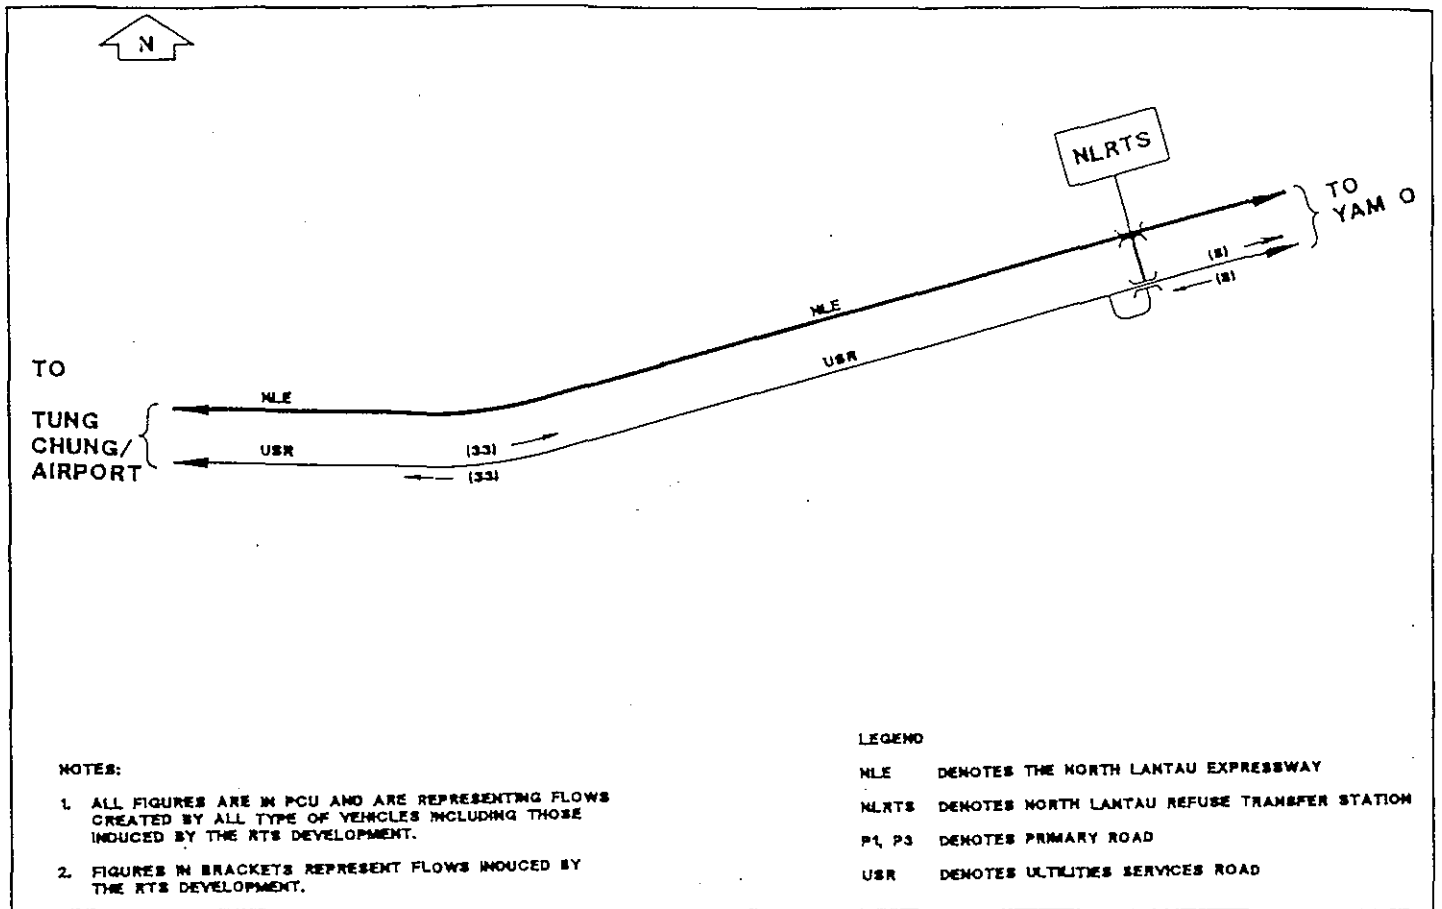 N
NLRTS
TO
YAM O
(8)
(8)
NLE
USR
TO
TUNG
CHUNG/
AIRPORT
NLE
USR
(33)
(33)
NOTES:
1. ALL FIGURES ARE IN PCU AND ARE REPRESENTING FLOWS
CREATED BY ALL TYPE OF VEHICLES INCLUDING THOSE
INDUCED BY THE RTS DEVELOPMENT.
2. FIGURES IN BRACKETS REPRESENT FLOWS INDUCED BY
THE RTS DEVELOPMENT.
LEGEND
NLE DENOTES THE NORTH LANTAU EXPRESSWAY
NLRTS DENOTES NORTH LANTAU REFUSE TRANSFER STATION
P1, P3 DENOTES PRIMARY ROAD
USR DENOTES ULTILITIES SERVICES ROAD